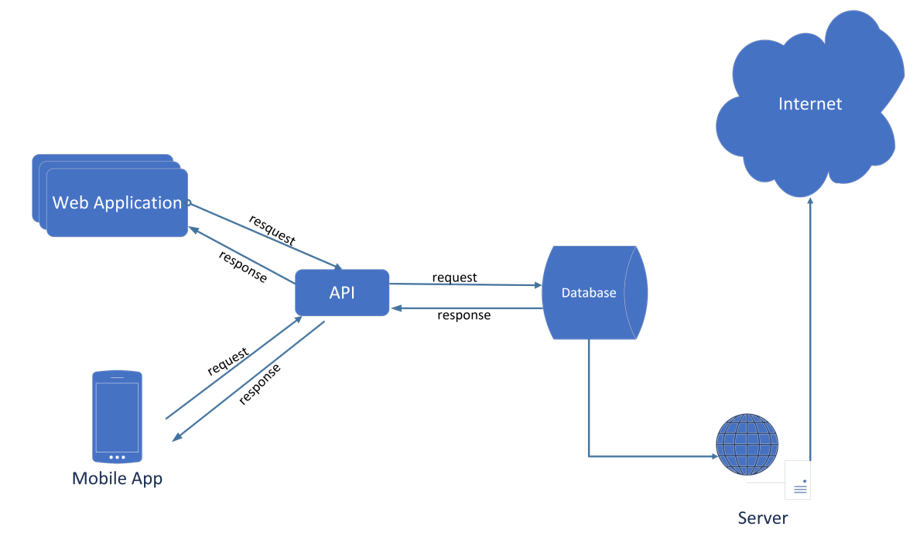 Internet
Web Application
resquest
response
API
request
response
Database
request
response
Mobile App
Server